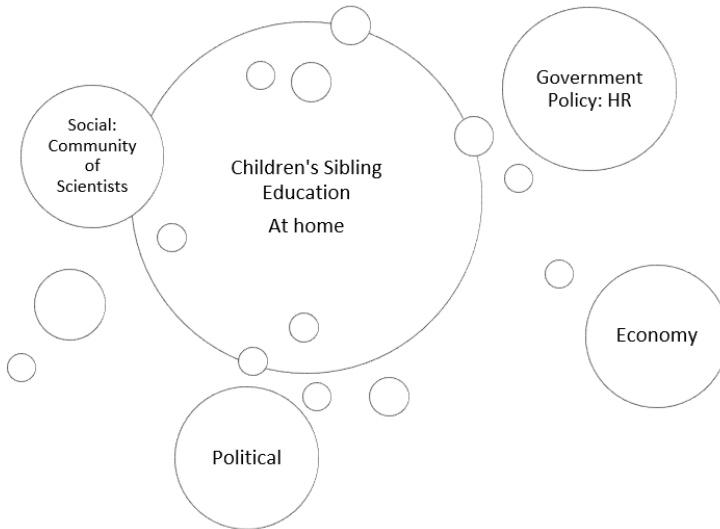 Government
Policy: HR
Social:
Community
of
Scientists
Children's Sibling
Education
At home
Economy
Political